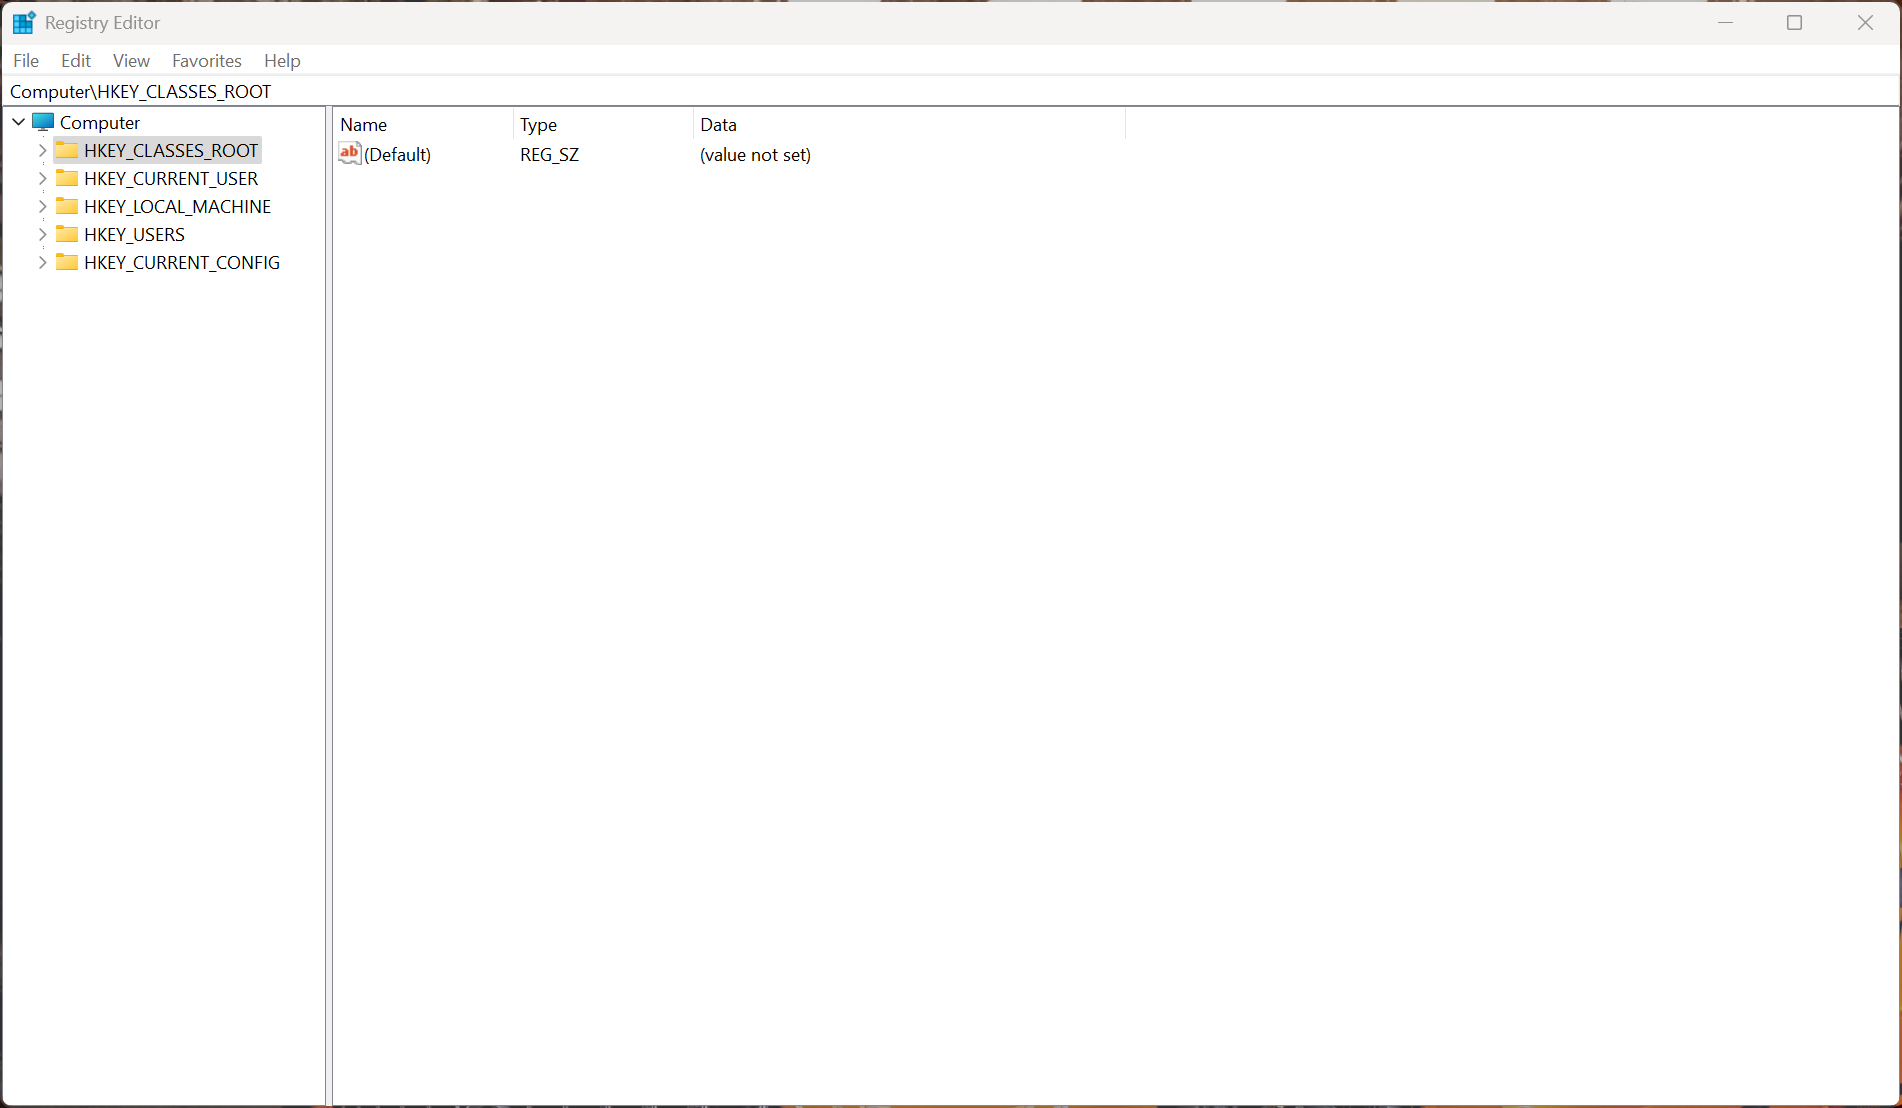 Registry Editor
File Edit View Favorites Help
Computer\HKEY_CLASSES_ROOT
Computer
HKEY_CLASSES_ROOT
HKEY_CURRENT_USER
HKEY_LOCAL_MACHINE
HKEY_USERS
HKEY_CURRENT_CONFIG
Name Type Data
ab (Default) REG_SZ (value not set)